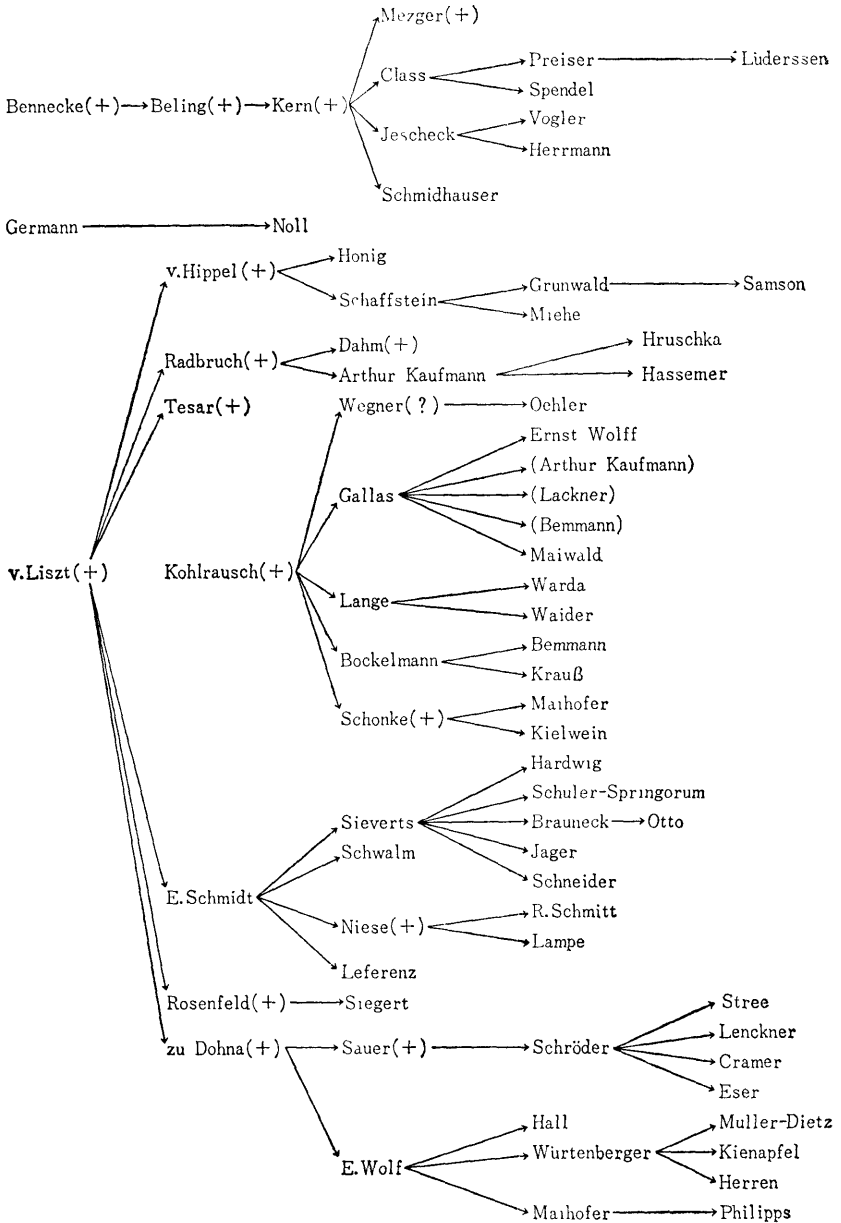 Mezger(+)
Class Preiser Lüderssen
Spendel
Bennecke(+) Beling(+) Kern(+)
Jescheck Vogler
Herrmann
Schmidhauser
Germann Noll
v.Hippel(+) Honig
Schaffstein Grunwald Samson
Miehe
Radbruch(+) Dahm(+) Hruschka
Arthur Kaufmann Hassemer
Tesar(+) Wegner(?) Oehler
Ernst Wolff
(Arthur Kaufmann)
Gallas (Lackner)
(Bemmann)
Maiwald
v.Liszt(+) Kohlrausch(+)
Lange Warda
Waider
Bockelmann Bemmann
Krauß
Schonke(+) Maihofer
Kielwein
Hardwig
Schuler-Springorum
Sieverts Brauneck Otto
Schwalm Jager
Schneider
E.Schmidt
Niese(+) R.Schmitt
Lampe
Leferenz
Rosenfeld(+) Siegert Stree
Lenckner
zu Dohna(+) Sauer(+) Schröder
Cramer
Eser
Hall Muller-Dietz
E.Wolf Würtenberger Kienapfel
Herren
Maihofer Philipps